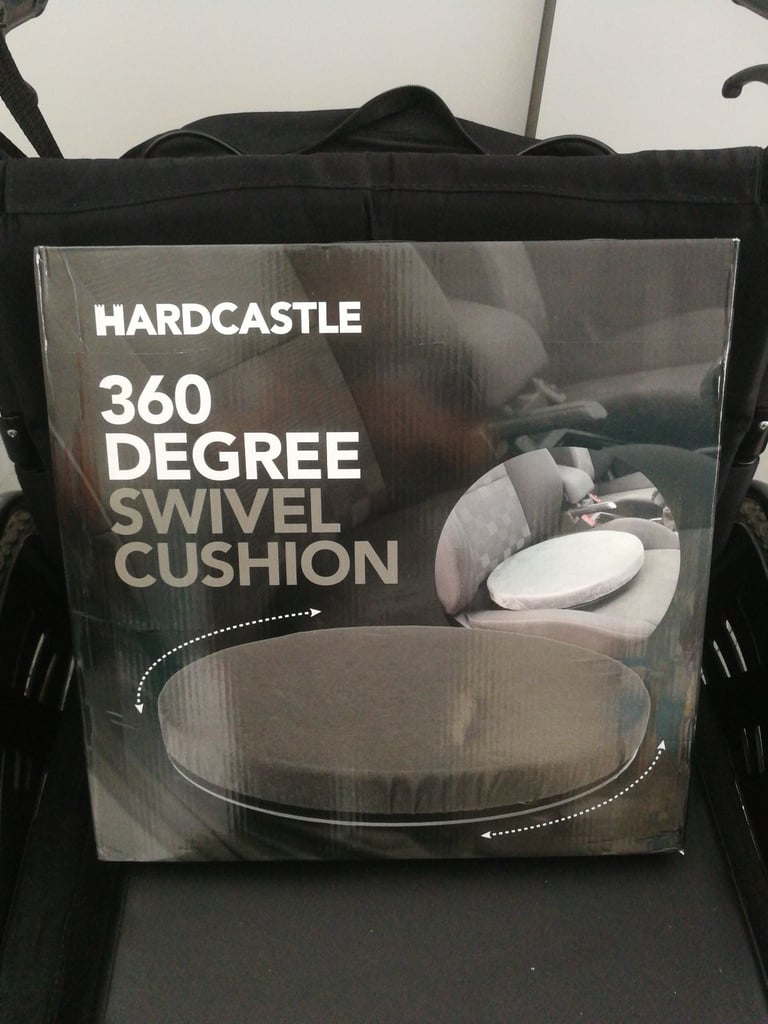 HARDCASTLE
360
DEGREE
SWIVEL
CUSHION